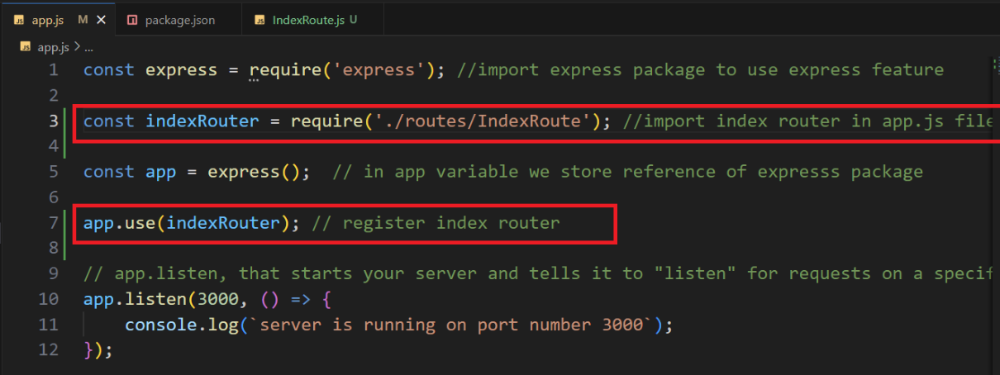 JS app.js M × package.json JS IndexRoute.js U
JS app.js > ...
1 const express = require('express'); //import express package to use express feature
2
3 const indexRouter = require('./routes/IndexRoute'); //import index router in app.js file
4
5 const app = express();  // in app variable we store reference of expresss package
6
7 app.use(indexRouter); // register index router
8
9 // app.listen, that starts your server and tells it to "listen" for requests on a specif
10 app.listen(3000, () => {
11     console.log(`server is running on port number 3000`);
12 });